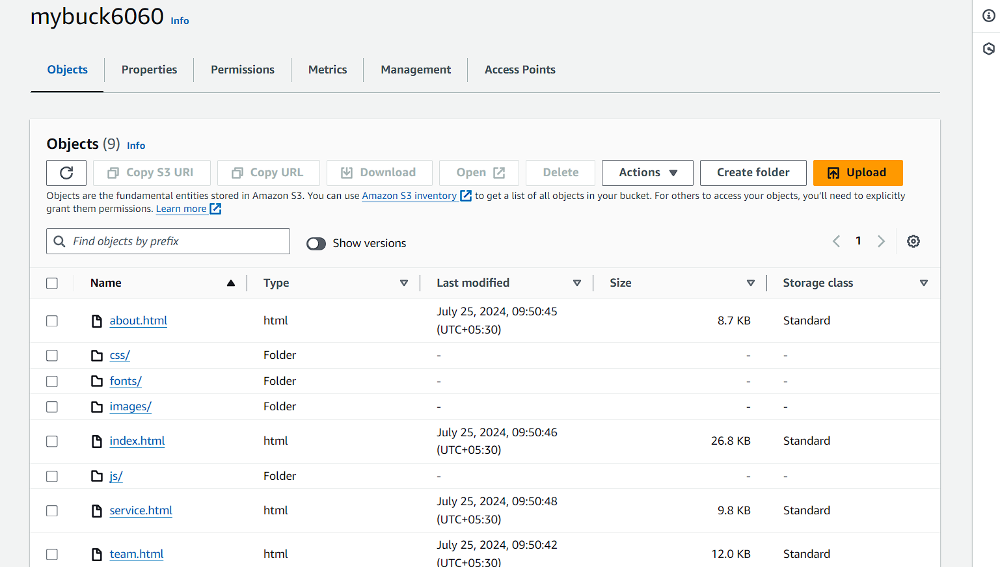 mybuck6060 Info
Objects Properties Permissions Metrics Management Access Points
Objects (9) Info
Copy S3 URI Copy URL Download Open Delete Actions Create folder Upload
Objects are the fundamental entities stored in Amazon S3. You can use Amazon S3 inventory to get a list of all objects in your bucket. For others to access your objects, you'll need to explicitly
grant them permissions. Learn more
Find objects by prefix Show versions 1
Name Type Last modified Size Storage class
about.html html July 25, 2024, 09:50:45 (UTC+05:30) 8.7 KB Standard
css/ Folder - - -
fonts/ Folder - - -
images/ Folder - - -
index.html html July 25, 2024, 09:50:46 (UTC+05:30) 26.8 KB Standard
js/ Folder - - -
service.html html July 25, 2024, 09:50:48 (UTC+05:30) 9.8 KB Standard
team.html html July 25, 2024, 09:50:42 (UTC+05:30) 12.0 KB Standard